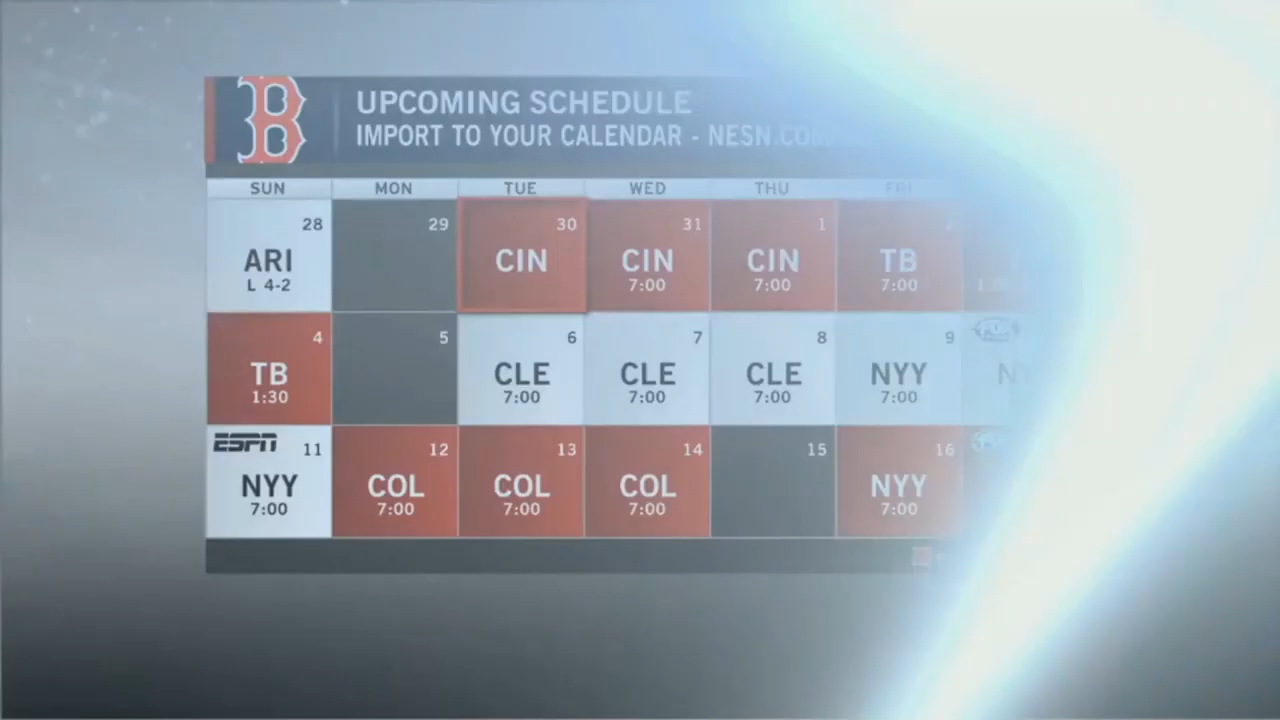 B
UPCOMING SCHEDULE
IMPORT TO YOUR CALENDAR - NESN.COM
SUN MON TUE WED THU FRI
28 29 30 31 1 2
ARI CIN CIN CIN TB
L 4-2 7:00 7:00 7:00
4 5 6 7 8 9
TB CLE CLE CLE NYY
1:30 7:00 7:00 7:00 7:00
ESPN 11 12 13 14 15 16
NYY COL COL COL NYY
7:00 7:00 7:00 7:00 7:00